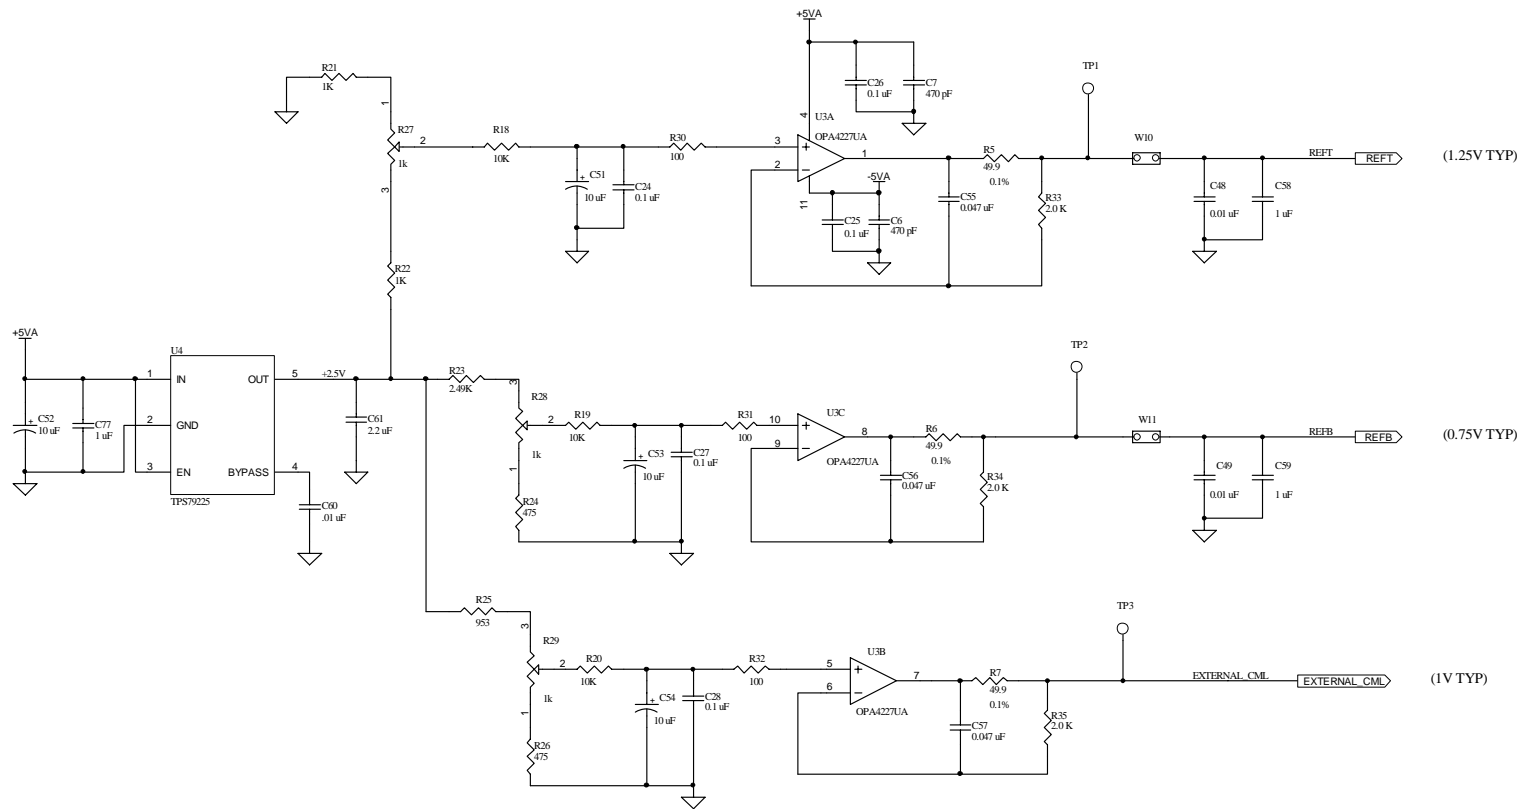 +5VA
R21
1K
1
R27
2
1k
3
R18
10K
C51
+
10 uF
C24
0.1 uF
R30
100
C26
0.1 uF
C7
470 pF
4
U3A
OPA4227UA
3
2
1
11
-5VA
C25
0.1 uF
C6
470 pF
R5
49.9
0.1%
C55
0.047 uF
R33
2.0 K
TP1
W10
C48
0.01 uF
C58
1 uF
REFT
REFT
(1.25V TYP)
R22
1K
+5VA
C52
+
10 uF
C77
1 uF
U4
1
IN
OUT
5
2
GND
3
EN
BYPASS
4
TPS79225
+2.5V
C61
2.2 uF
C60
.01 uF
R23
2.49K
3
R28
2
1k
1
R24
475
R19
10K
C53
+
10 uF
C27
0.1 uF
R31
100
10
9
U3C
8
OPA4227UA
R6
49.9
0.1%
C56
0.047 uF
R34
2.0 K
TP2
W11
C49
0.01 uF
C59
1 uF
REFB
REFB
(0.75V TYP)
R25
953
3
R29
2
1k
1
R26
475
R20
10K
C54
+
10 uF
C28
0.1 uF
R32
100
5
6
U3B
7
OPA4227UA
R7
49.9
0.1%
C57
0.047 uF
R35
2.0 K
TP3
EXTERNAL_CML
EXTERNAL_CML
(1V TYP)